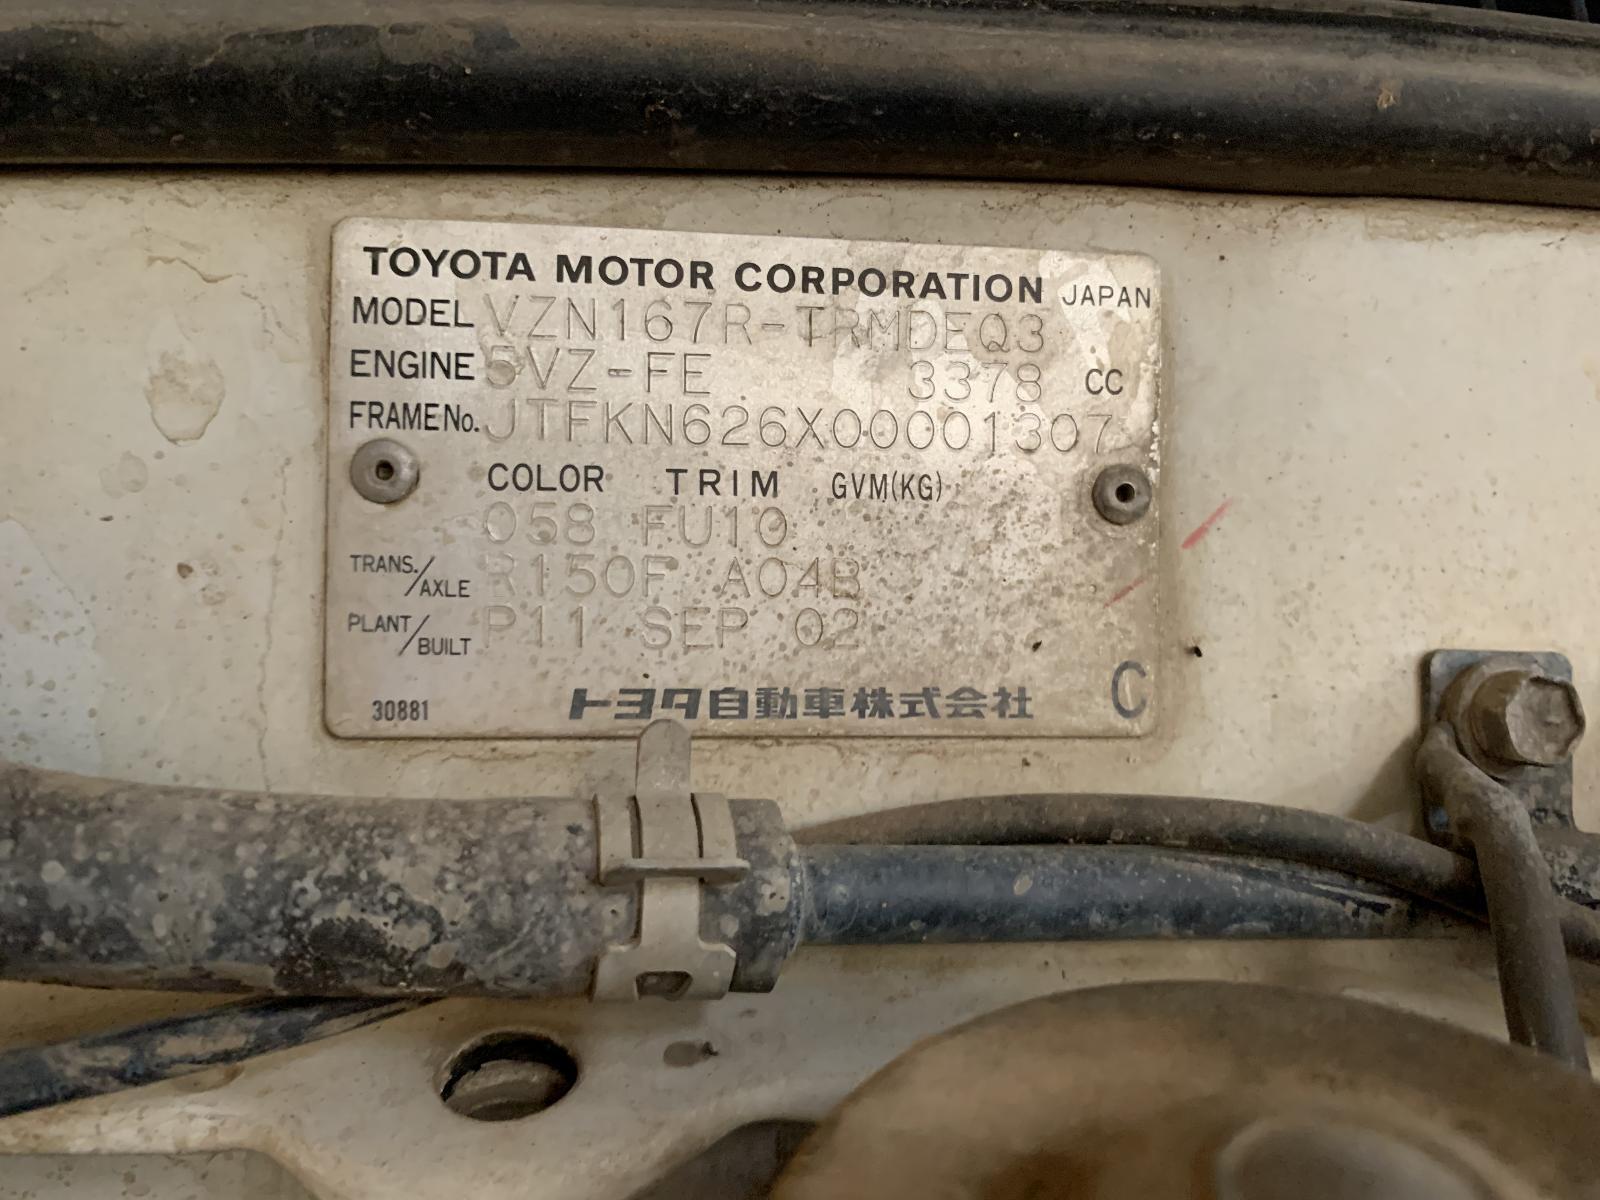 TOYOTA MOTOR CORPORATION JAPAN
MODEL VZN167R-TRMDEQ3
ENGINE 5VZ-FE 3378 CC
FRAME No. JTFKN626X00001307
COLOR TRIM GVM(KG)
058 FU10
TRANS./AXLE R150F A04B
PLANT/BUILT P11 SEP 02
30881 トヨタ自動車株式会社 C